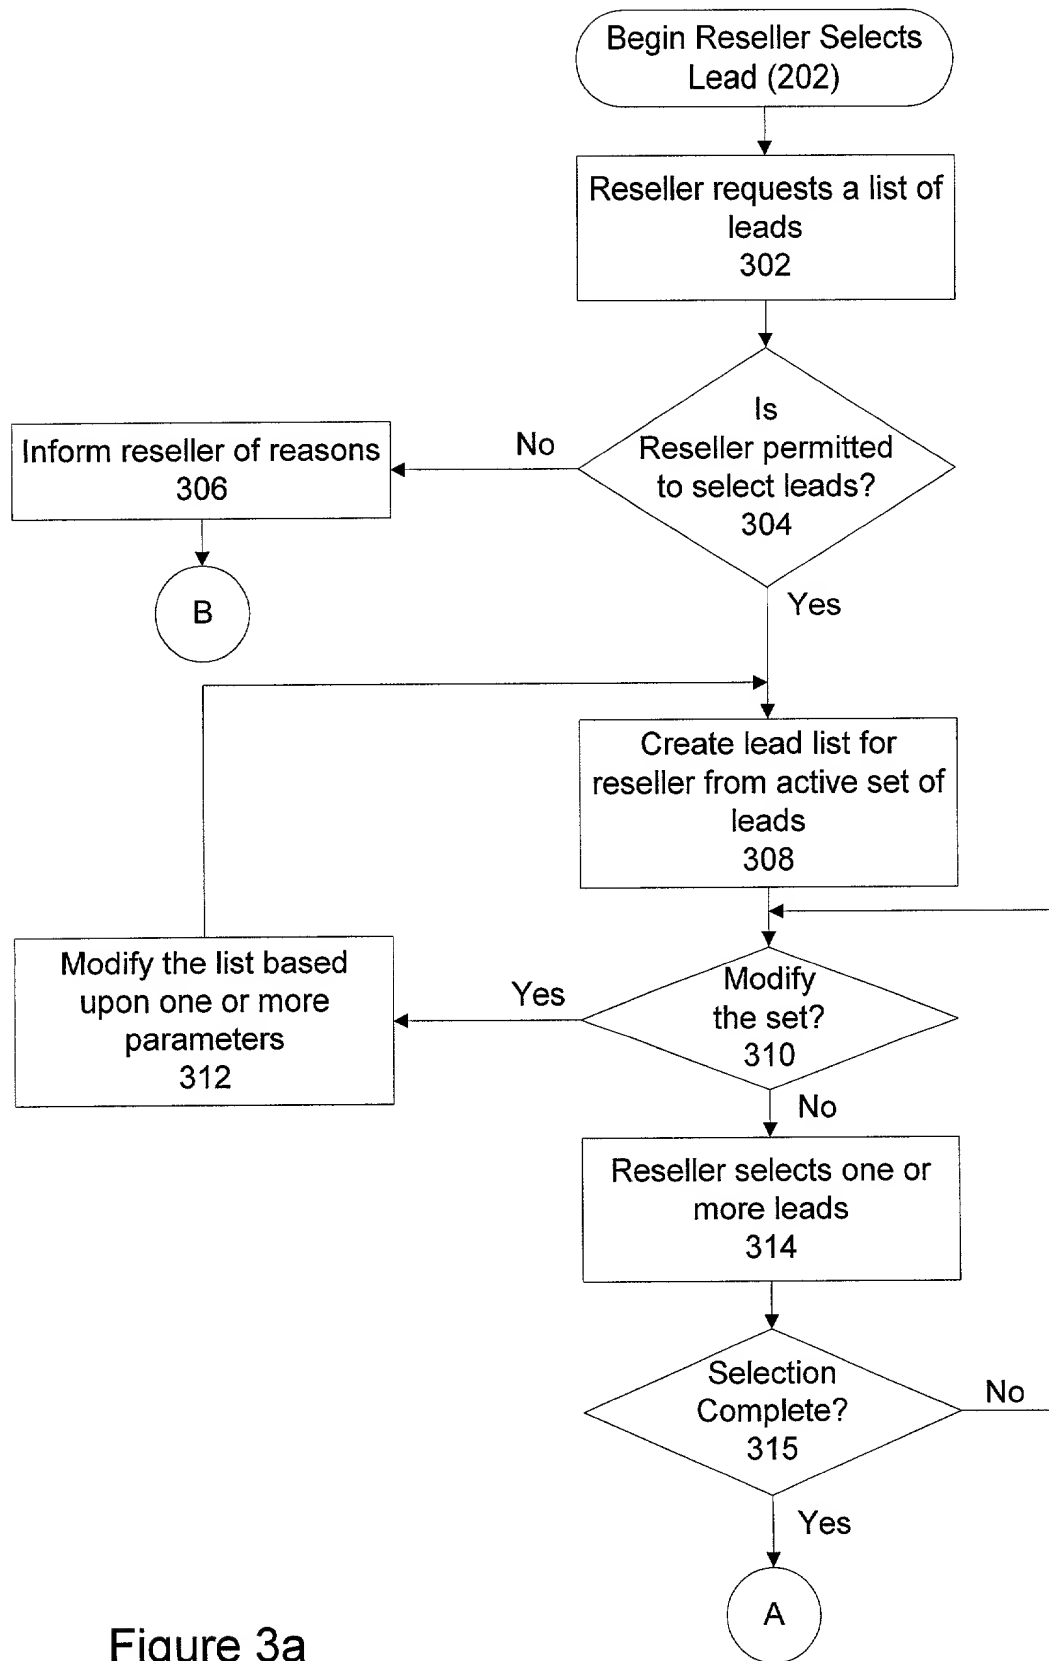 Begin Reseller Selects
Lead (202)
Reseller requests a list of
leads
302
Is
Reseller permitted
to select leads?
304
No
Inform reseller of reasons
306
B
Yes
Create lead list for
reseller from active set of
leads
308
Modify
the set?
310
Yes
Modify the list based
upon one or more
parameters
312
No
Reseller selects one or
more leads
314
Selection
Complete?
315
No
Yes
A
Figure 3a